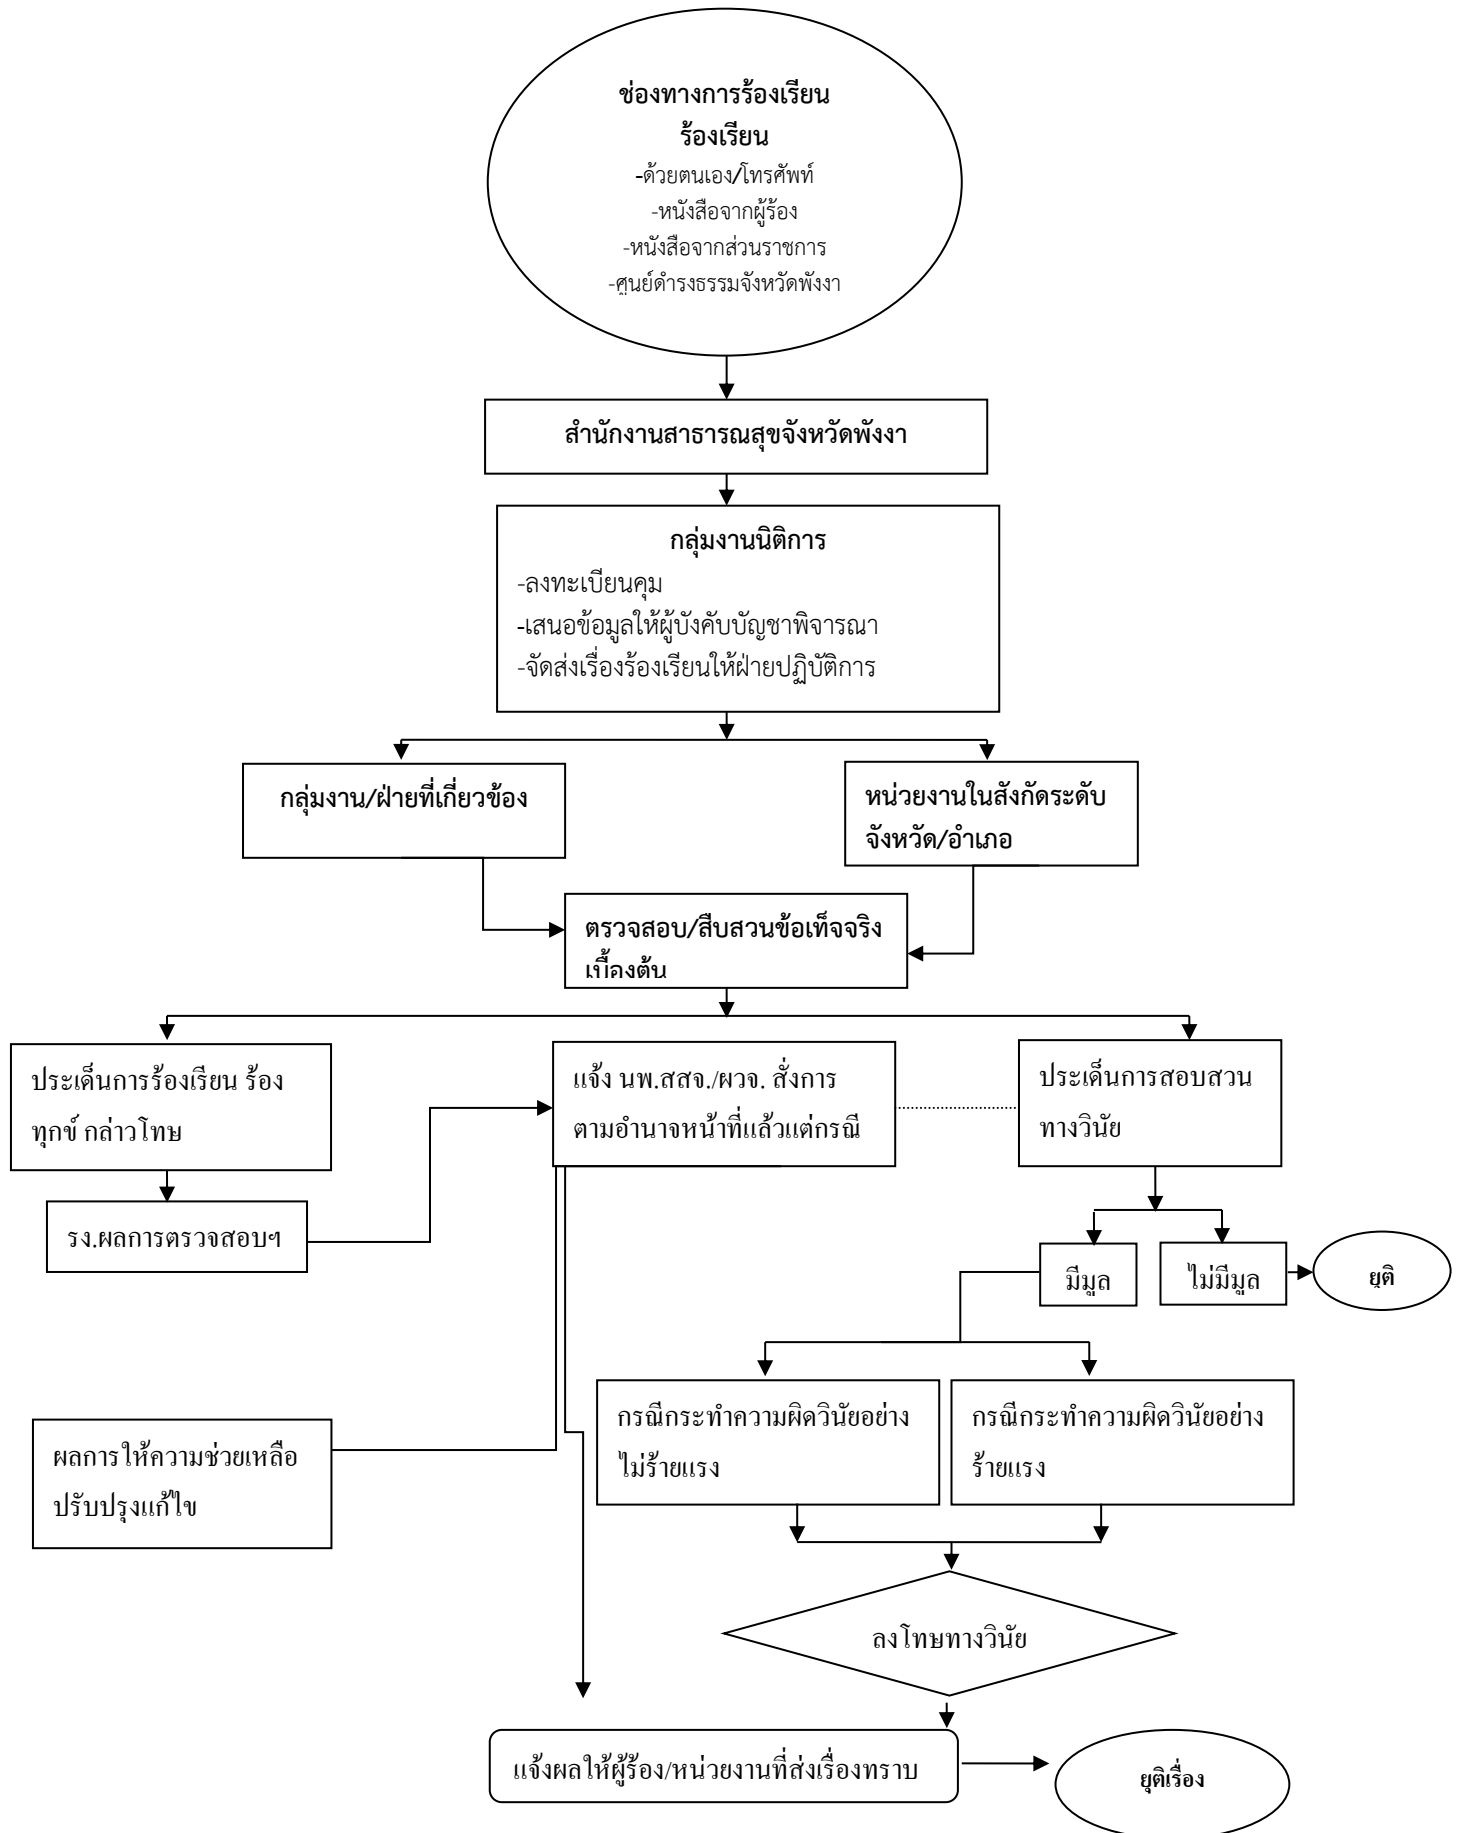 ช่องทางการร้องเรียน
ร้องเรียน
-ด้วยตนเอง/โทรศัพท์
-หนังสือจากผู้ร้อง
-หนังสือจากส่วนราชการ
-ศูนย์ดำรงธรรมจังหวัดพังงา
สำนักงานสาธารณสุขจังหวัดพังงา
กลุ่มงานนิติการ
-ลงทะเบียนคุม
-เสนอข้อมูลให้ผู้บังคับบัญชาพิจารณา
-จัดส่งเรื่องร้องเรียนให้ฝ่ายปฏิบัติการ
กลุ่มงาน/ฝ่ายที่เกี่ยวข้อง
หน่วยงานในสังกัดระดับ
จังหวัด/อำเภอ
ตรวจสอบ/สืบสวนข้อเท็จจริง
เบื้องต้น
ประเด็นการร้องเรียน ร้อง
ทุกข์ กล่าวโทษ
แจ้ง นพ.สสจ./ผวจ. สั่งการ
ตามอำนาจหน้าที่แล้วแต่กรณี
ประเด็นการสอบสวน
ทางวินัย
รง.ผลการตรวจสอบฯ
มีมูล
ไม่มีมูล
ยุติ
กรณีกระทำความผิดวินัยอย่าง
ไม่ร้ายแรง
กรณีกระทำความผิดวินัยอย่าง
ร้ายแรง
ผลการให้ความช่วยเหลือ
ปรับปรุงแก้ไข
ลงโทษทางวินัย
แจ้งผลให้ผู้ร้อง/หน่วยงานที่ส่งเรื่องทราบ
ยุติเรื่อง